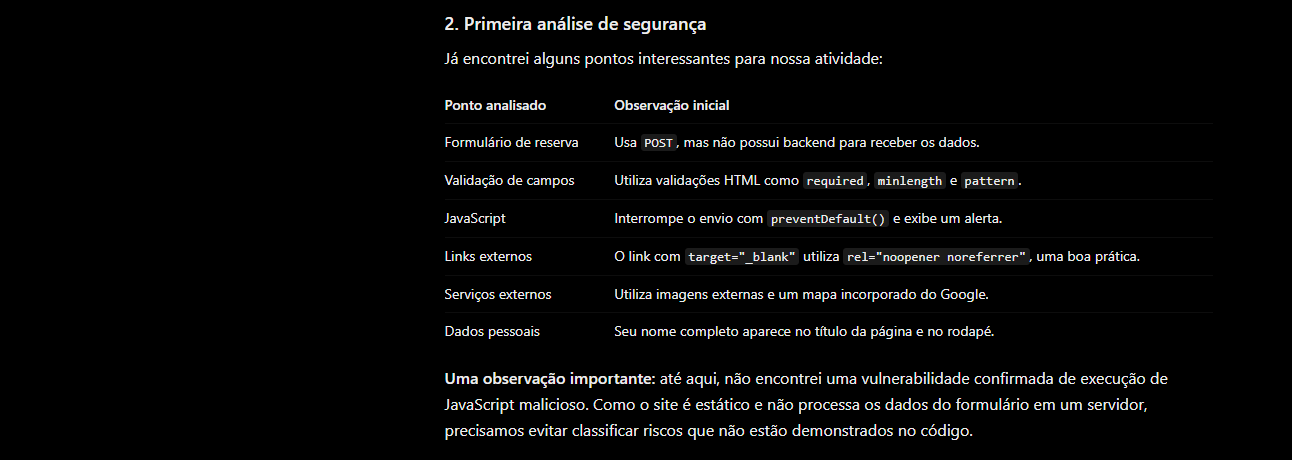 2. Primeira análise de segurança
Já encontrei alguns pontos interessantes para nossa atividade:
Ponto analisado Observação inicial
Formulário de reserva Usa POST, mas não possui backend para receber os dados.
Validação de campos Utiliza validações HTML como required, minlength e pattern.
JavaScript Interrompe o envio com preventDefault() e exibe um alerta.
Links externos O link com target="_blank" utiliza rel="noopener noreferrer", uma boa prática.
Serviços externos Utiliza imagens externas e um mapa incorporado do Google.
Dados pessoais Seu nome completo aparece no título da página e no rodapé.
Uma observação importante: até aqui, não encontrei uma vulnerabilidade confirmada de execução de
JavaScript malicioso. Como o site é estático e não processa os dados do formulário em um servidor,
precisamos evitar classificar riscos que não estão demonstrados no código.